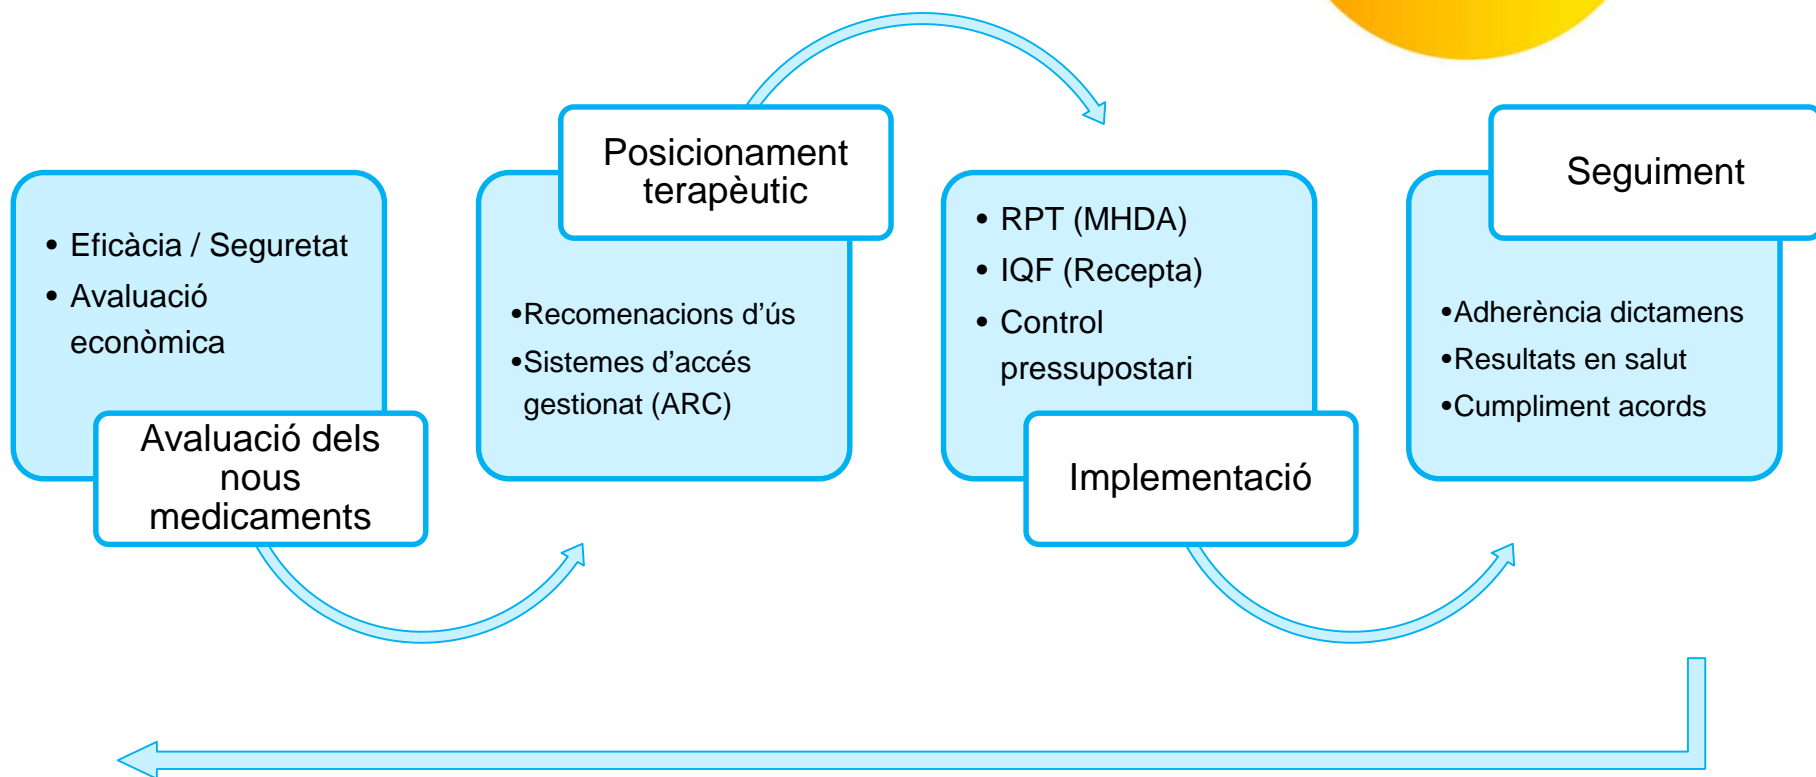 • Eficàcia / Seguretat
• Avaluació
econòmica
Avaluació dels
nous
medicaments
Posicionament
terapèutic
•Recomenacions d’ús
•Sistemes d’accés
gestionat (ARC)
• RPT (MHDA)
• IQF (Recepta)
• Control
pressupostari
Implementació
Seguiment
•Adherència dictamens
•Resultats en salut
•Cumpliment acords